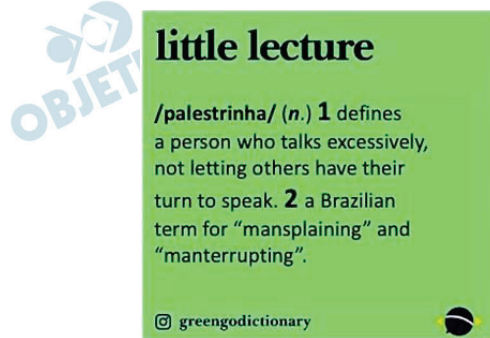 little lecture
/palestrinha/ (n.) 1 defines
a person who talks excessively,
not letting others have their
turn to speak. 2 a Brazilian
term for “mansplaining” and
“manterrupting”.
greengodictionary